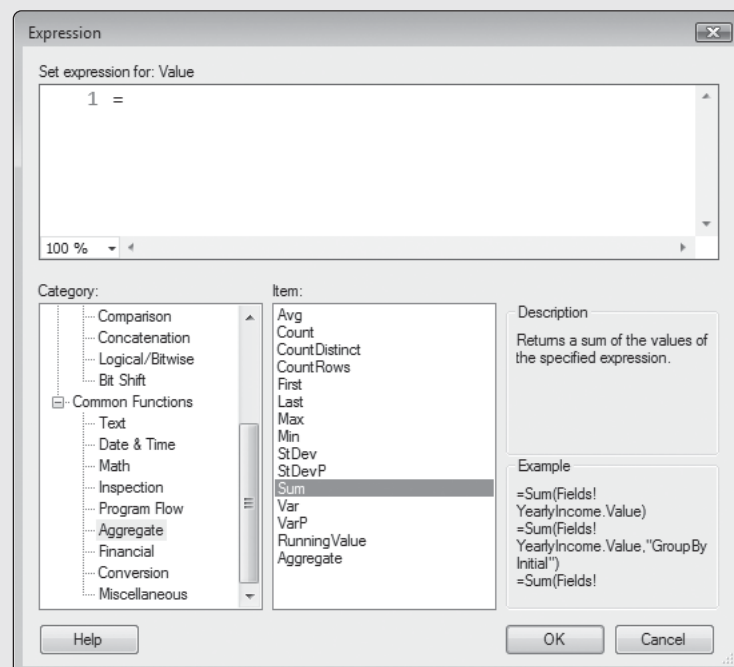 Expression
Set expression for: Value
1 =
100 %
Category:
Comparison
Concatenation
Logical/Bitwise
Bit Shift
Common Functions
Text
Date & Time
Math
Inspection
Program Flow
Aggregate
Financial
Conversion
Miscellaneous
Item:
Avg
Count
CountDistinct
CountRows
First
Last
Max
Min
StDev
StDevP
Sum
Var
VarP
RunningValue
Aggregate
Description
Returns a sum of the values of
the specified expression.
Example
=Sum(Fields!
YearlyIncome.Value)
=Sum(Fields!
YearlyIncome.Value,"GroupBy
Initial")
=Sum(Fields!
Help
OK
Cancel